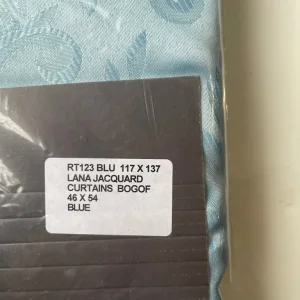 RT123 BLU 117 X 137
LANA JACQUARD
CURTAINS BOGOF
46 X 54
BLUE